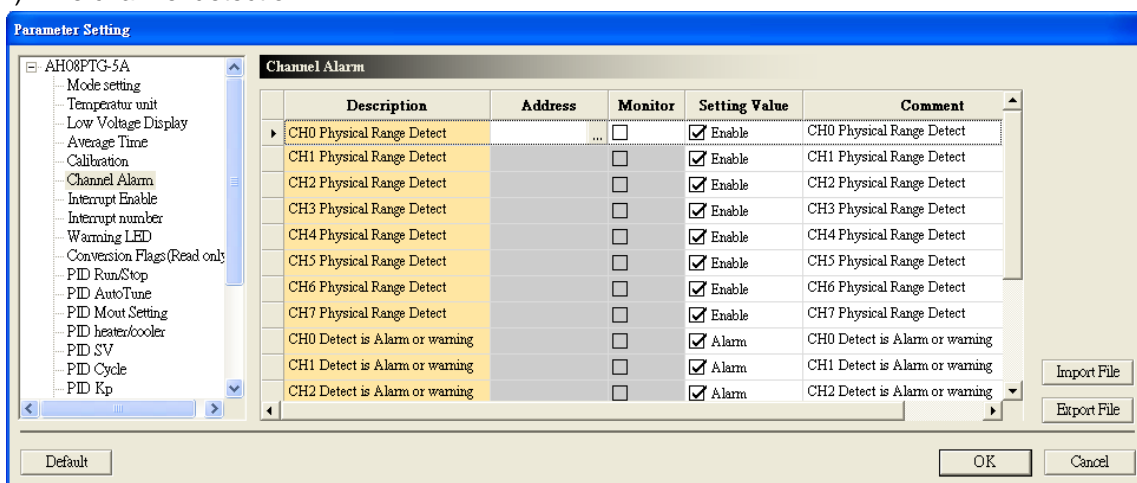 Parameter Setting
AH08PTG-5A
Mode setting
Temperatur unit
Low Voltage Display
Average Time
Calibration
Channel Alarm
Interrupt Enable
Interrupt number
Warming LED
Conversion Flags(Read only
PID Run/Stop
PID AutoTune
PID Mout Setting
PID heater/cooler
PID SV
PID Cycle
PID Kp
Channel Alarm
Description Address Monitor Setting Value Comment
CH0 Physical Range Detect ... Enable CH0 Physical Range Detect
CH1 Physical Range Detect Enable CH1 Physical Range Detect
CH2 Physical Range Detect Enable CH2 Physical Range Detect
CH3 Physical Range Detect Enable CH3 Physical Range Detect
CH4 Physical Range Detect Enable CH4 Physical Range Detect
CH5 Physical Range Detect Enable CH5 Physical Range Detect
CH6 Physical Range Detect Enable CH6 Physical Range Detect
CH7 Physical Range Detect Enable CH7 Physical Range Detect
CH0 Detect is Alarm or warning Alarm CH0 Detect is Alarm or warning
CH1 Detect is Alarm or warning Alarm CH1 Detect is Alarm or warning
CH2 Detect is Alarm or warning Alarm CH2 Detect is Alarm or warning
Import File
Export File
Default
OK
Cancel